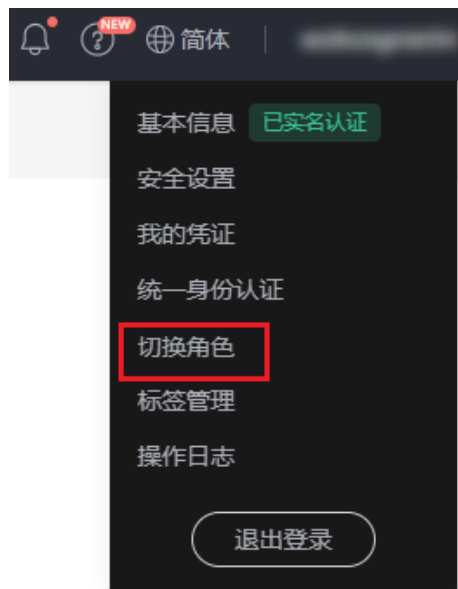 NEW
简体
基本信息 已实名认证
安全设置
我的凭证
统一身份认证
切换角色
标签管理
操作日志
退出登录